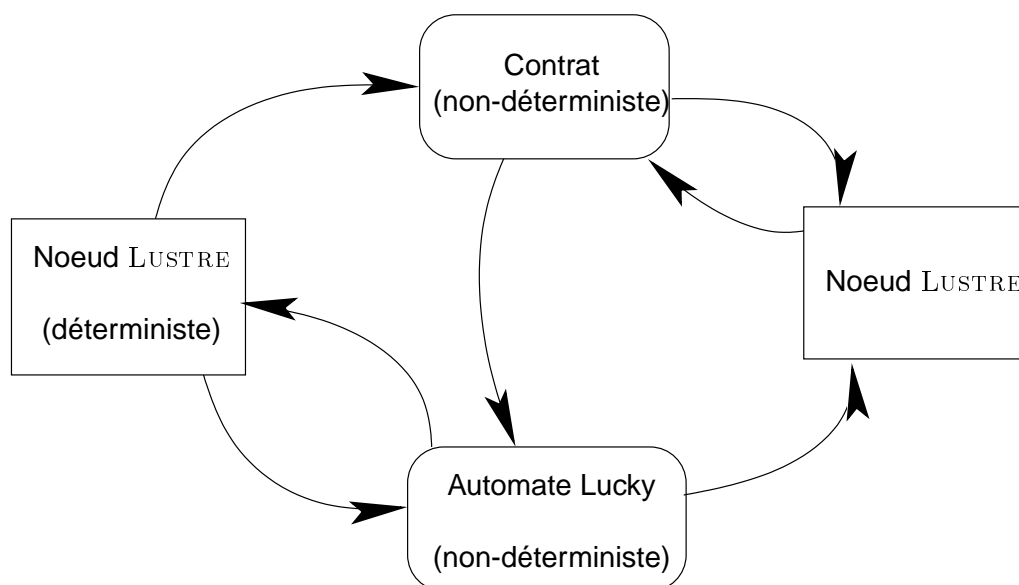 Contrat
(non-déterministe)
Noeud LUSTRE
(déterministe)
Noeud LUSTRE
Automate Lucky
(non-déterministe)